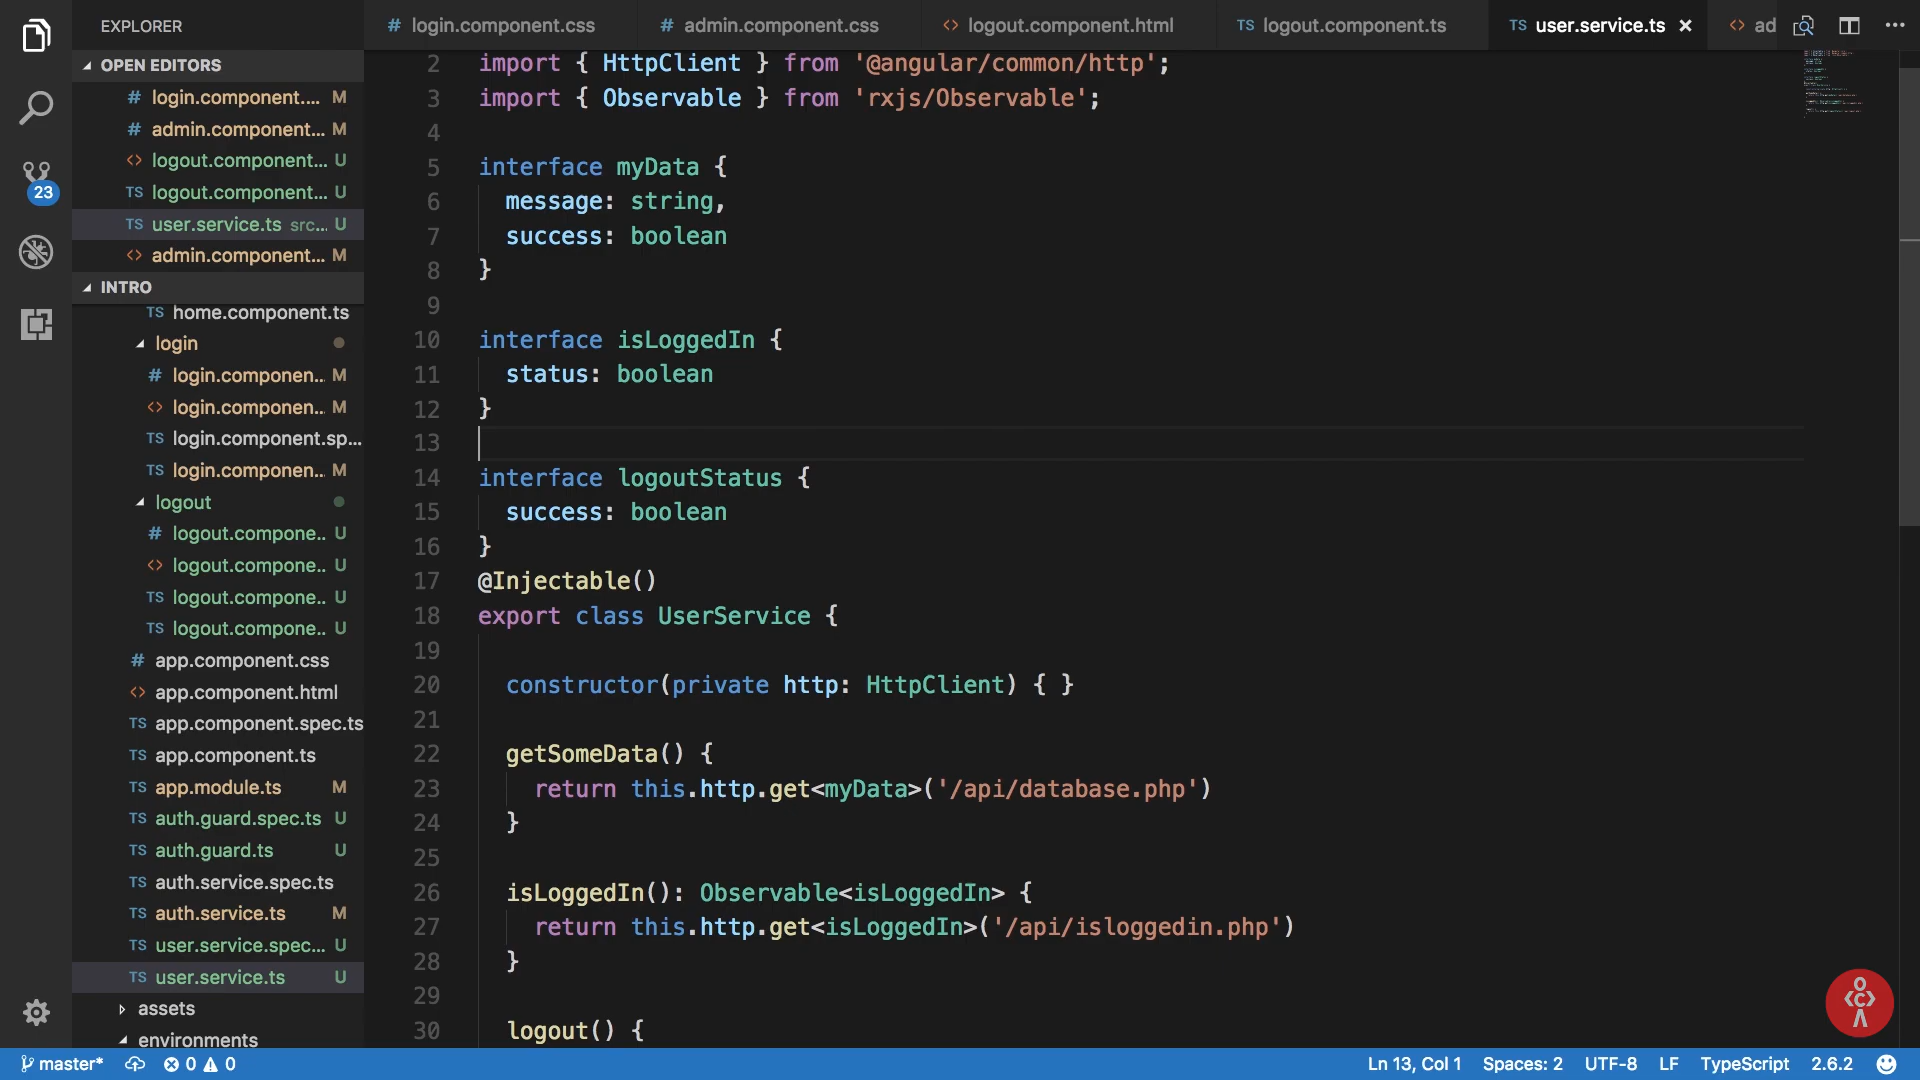 EXPLORER
# login.component.css
# admin.component.css
<> logout.component.html
TS logout.component.ts
TS user.service.ts ×
<> ad
OPEN EDITORS
# login.component.... M
# admin.component... M
<> logout.component... U
TS logout.component... U
TS user.service.ts src... U
<> admin.component... M
23
INTRO
TS home.component.ts
login
# login.componen... M
<> login.componen... M
TS login.component.sp...
TS login.componen... M
logout
# logout.compone... U
<> logout.compone... U
TS logout.compone... U
TS logout.compone... U
# app.component.css
<> app.component.html
TS app.component.spec.ts
TS app.component.ts
TS app.module.ts M
TS auth.guard.spec.ts U
TS auth.guard.ts U
TS auth.service.spec.ts
TS auth.service.ts M
TS user.service.spec... U
TS user.service.ts U
assets
environments
2 import { HttpClient } from '@angular/common/http';
3 import { Observable } from 'rxjs/Observable';
4
5 interface myData {
6 message: string,
7 success: boolean
8 }
9
10 interface isLoggedIn {
11 status: boolean
12 }
13
14 interface logoutStatus {
15 success: boolean
16 }
17 @Injectable()
18 export class UserService {
19
20 constructor(private http: HttpClient) { }
21
22 getSomeData() {
23 return this.http.get<myData>('/api/database.php')
24 }
25
26 isLoggedIn(): Observable<isLoggedIn> {
27 return this.http.get<isLoggedIn>('/api/isloggedin.php')
28 }
29
30 logout() {
master* 0 0
Ln 13, Col 1 Spaces: 2 UTF-8 LF TypeScript 2.6.2